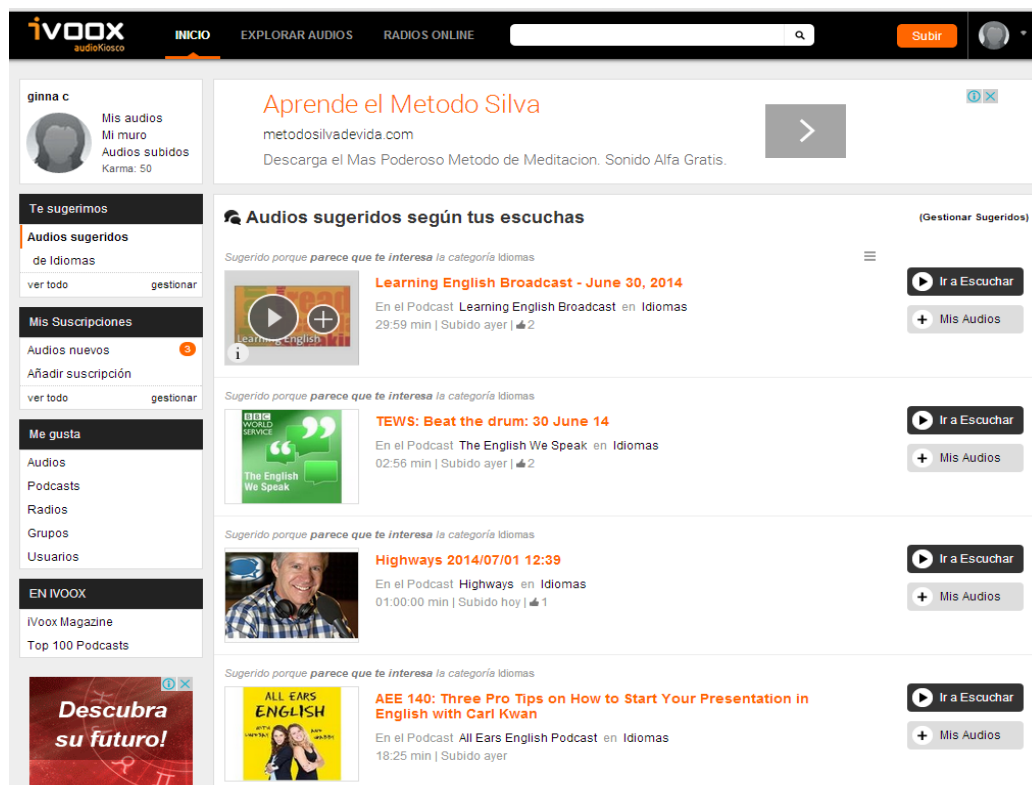 ivoox
audioKiosco
INICIO
EXPLORAR AUDIOS
RADIOS ONLINE
Subir
ginna c
Mis audios
Mi muro
Audios subidos
Karma: 50
Aprende el Metodo Silva
metodosilvadevida.com
Descarga el Mas Poderoso Metodo de Meditacion. Sonido Alfa Gratis.
Te sugerimos
Audios sugeridos
de Idiomas
ver todo gestionar
Mis Suscripciones
Audios nuevos 3
Añadir suscripción
ver todo gestionar
Me gusta
Audios
Podcasts
Radios
Grupos
Usuarios
EN IVOOX
iVoox Magazine
Top 100 Podcasts
Descubra
su futuro!
Audios sugeridos según tus escuchas
(Gestionar Sugeridos)
Sugerido porque parece que te interesa la categoría Idiomas
Learning English
Learning English Broadcast - June 30, 2014
En el Podcast Learning English Broadcast en Idiomas
29:59 min | Subido ayer | 2
Ir a Escuchar
Mis Audios
Sugerido porque parece que te interesa la categoría Idiomas
BBC
WORLD
SERVICE
The English
We Speak
TEWS: Beat the drum: 30 June 14
En el Podcast The English We Speak en Idiomas
02:56 min | Subido ayer | 2
Ir a Escuchar
Mis Audios
Sugerido porque parece que te interesa la categoría Idiomas
Highways 2014/07/01 12:39
En el Podcast Highways en Idiomas
01:00:00 min | Subido hoy | 1
Ir a Escuchar
Mis Audios
Sugerido porque parece que te interesa la categoría Idiomas
ALL EARS
ENGLISH
AEE 140: Three Pro Tips on How to Start Your Presentation in
English with Carl Kwan
En el Podcast All Ears English Podcast en Idiomas
18:25 min | Subido ayer
Ir a Escuchar
Mis Audios